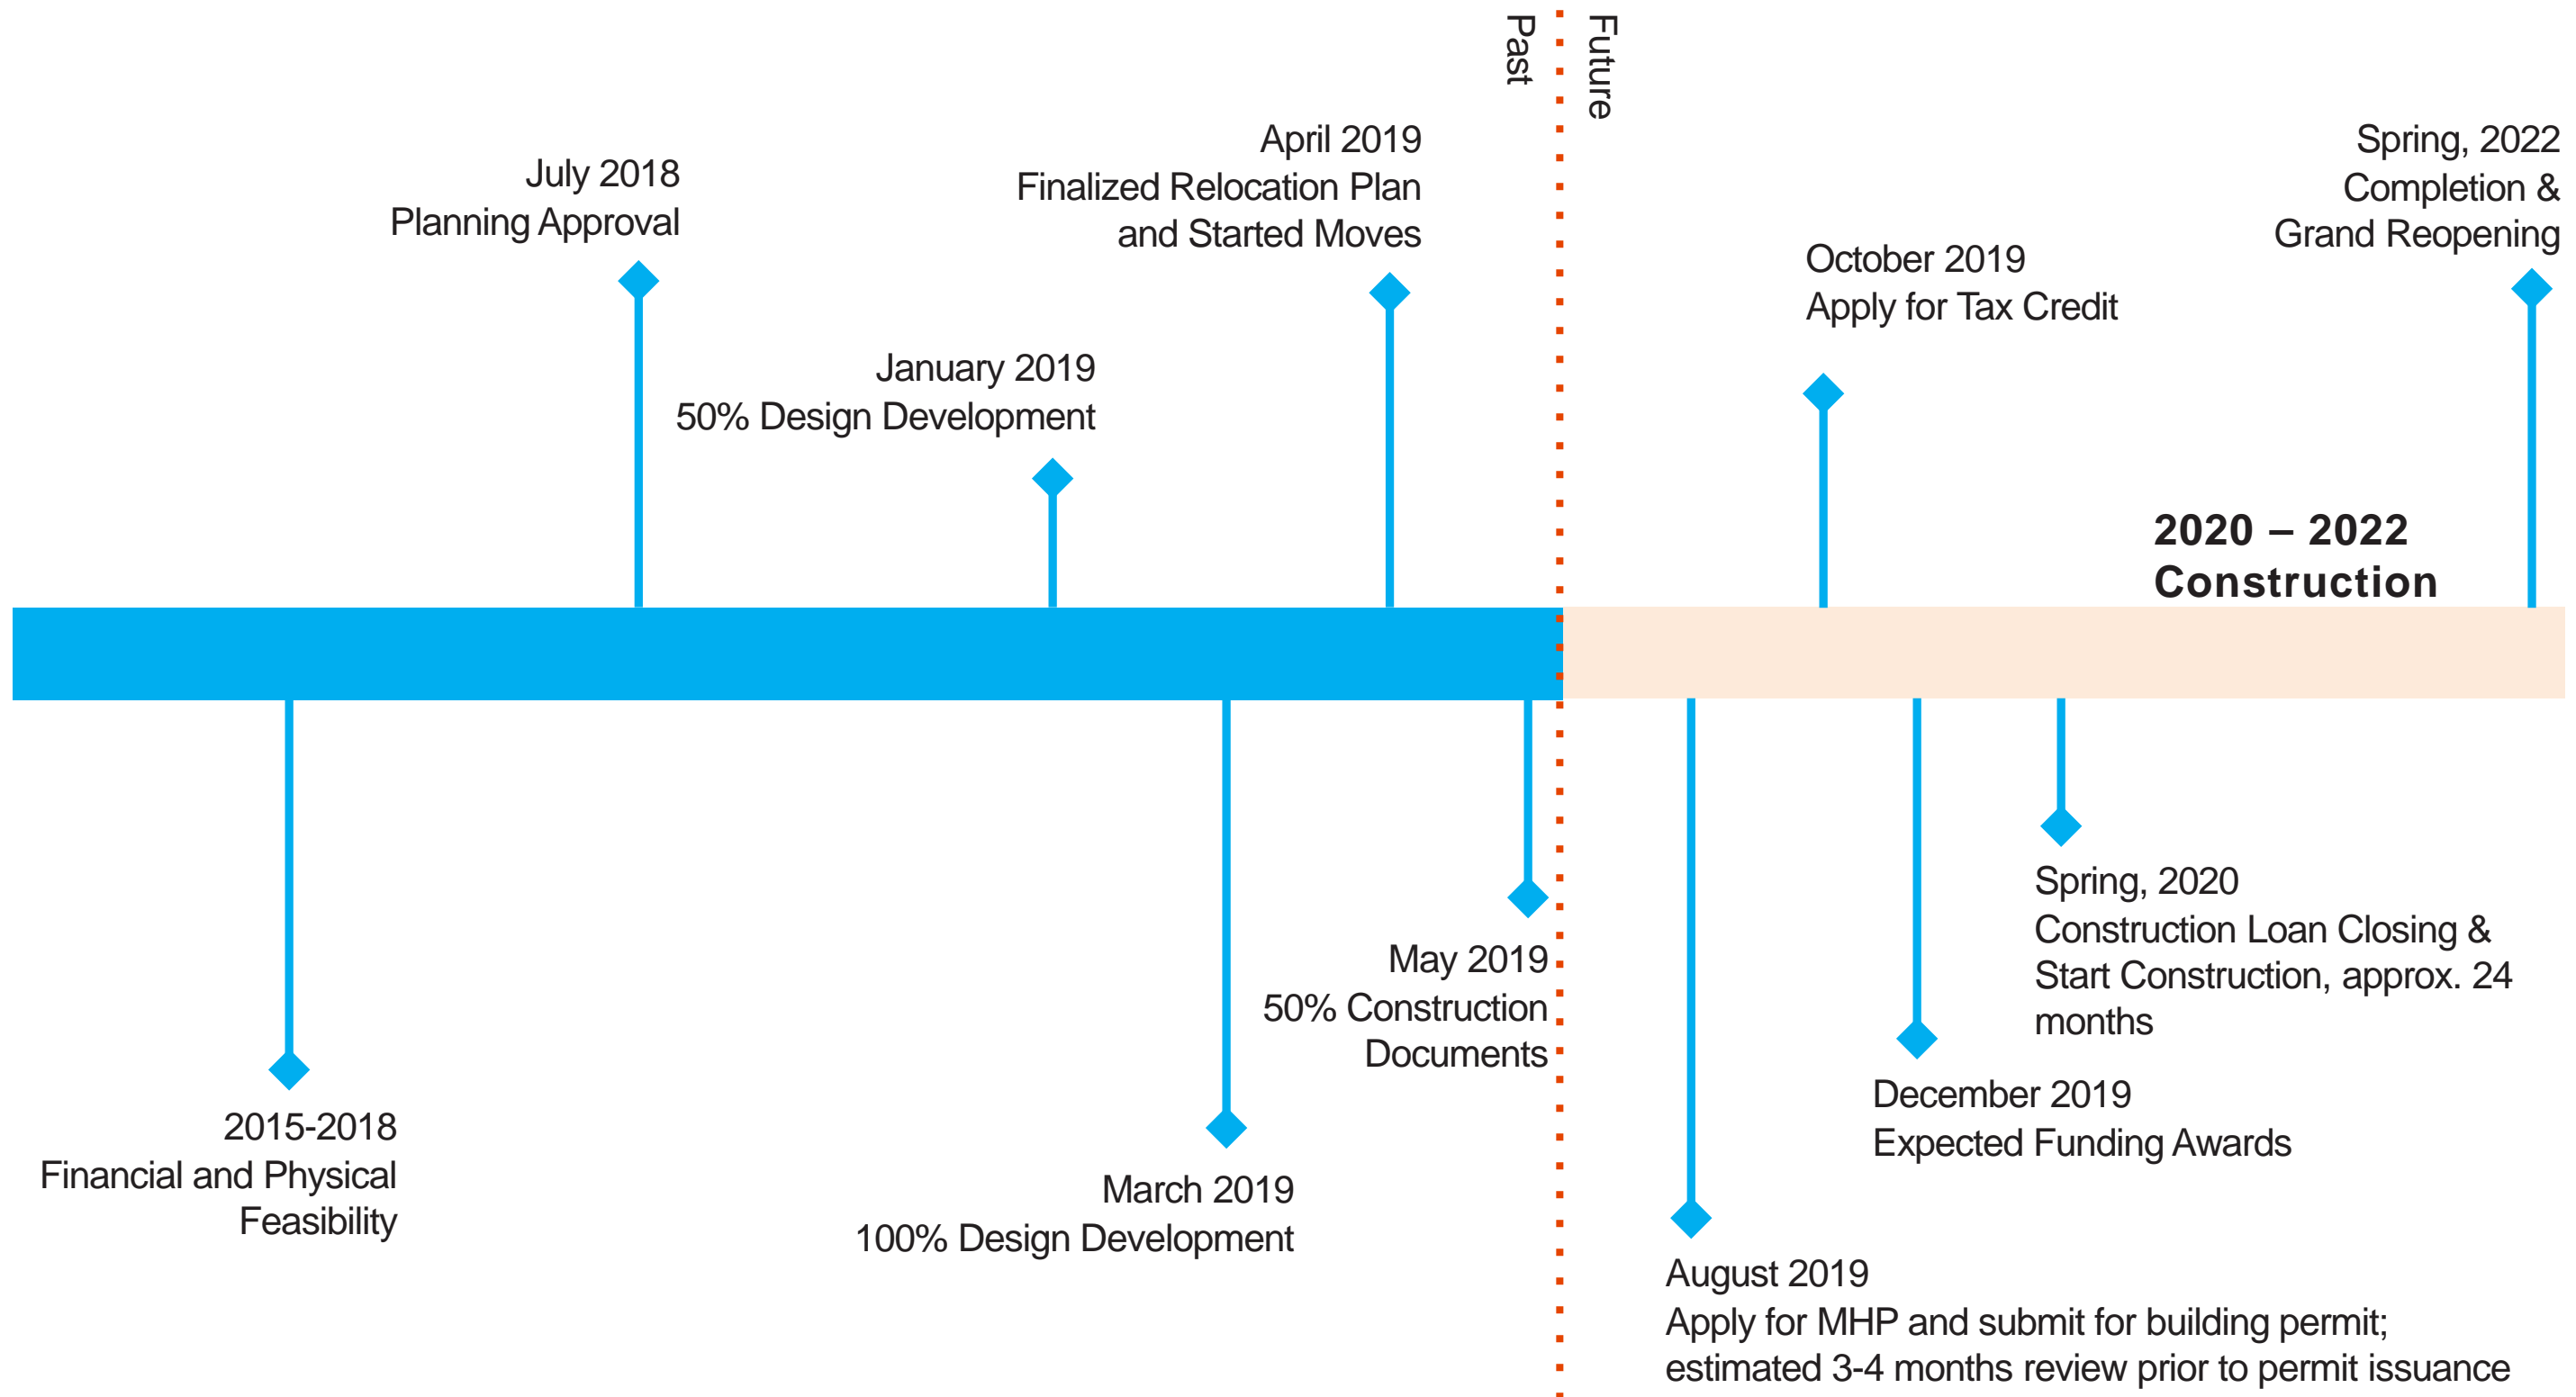 Past
Future
July 2018
Planning Approval
January 2019
50% Design Development
April 2019
Finalized Relocation Plan
and Started Moves
October 2019
Apply for Tax Credit
Spring, 2022
Completion &
Grand Reopening
2020 – 2022
Construction
2015-2018
Financial and Physical
Feasibility
March 2019
100% Design Development
May 2019
50% Construction
Documents
August 2019
Apply for MHP and submit for building permit;
estimated 3-4 months review prior to permit issuance
December 2019
Expected Funding Awards
Spring, 2020
Construction Loan Closing &
Start Construction, approx. 24
months